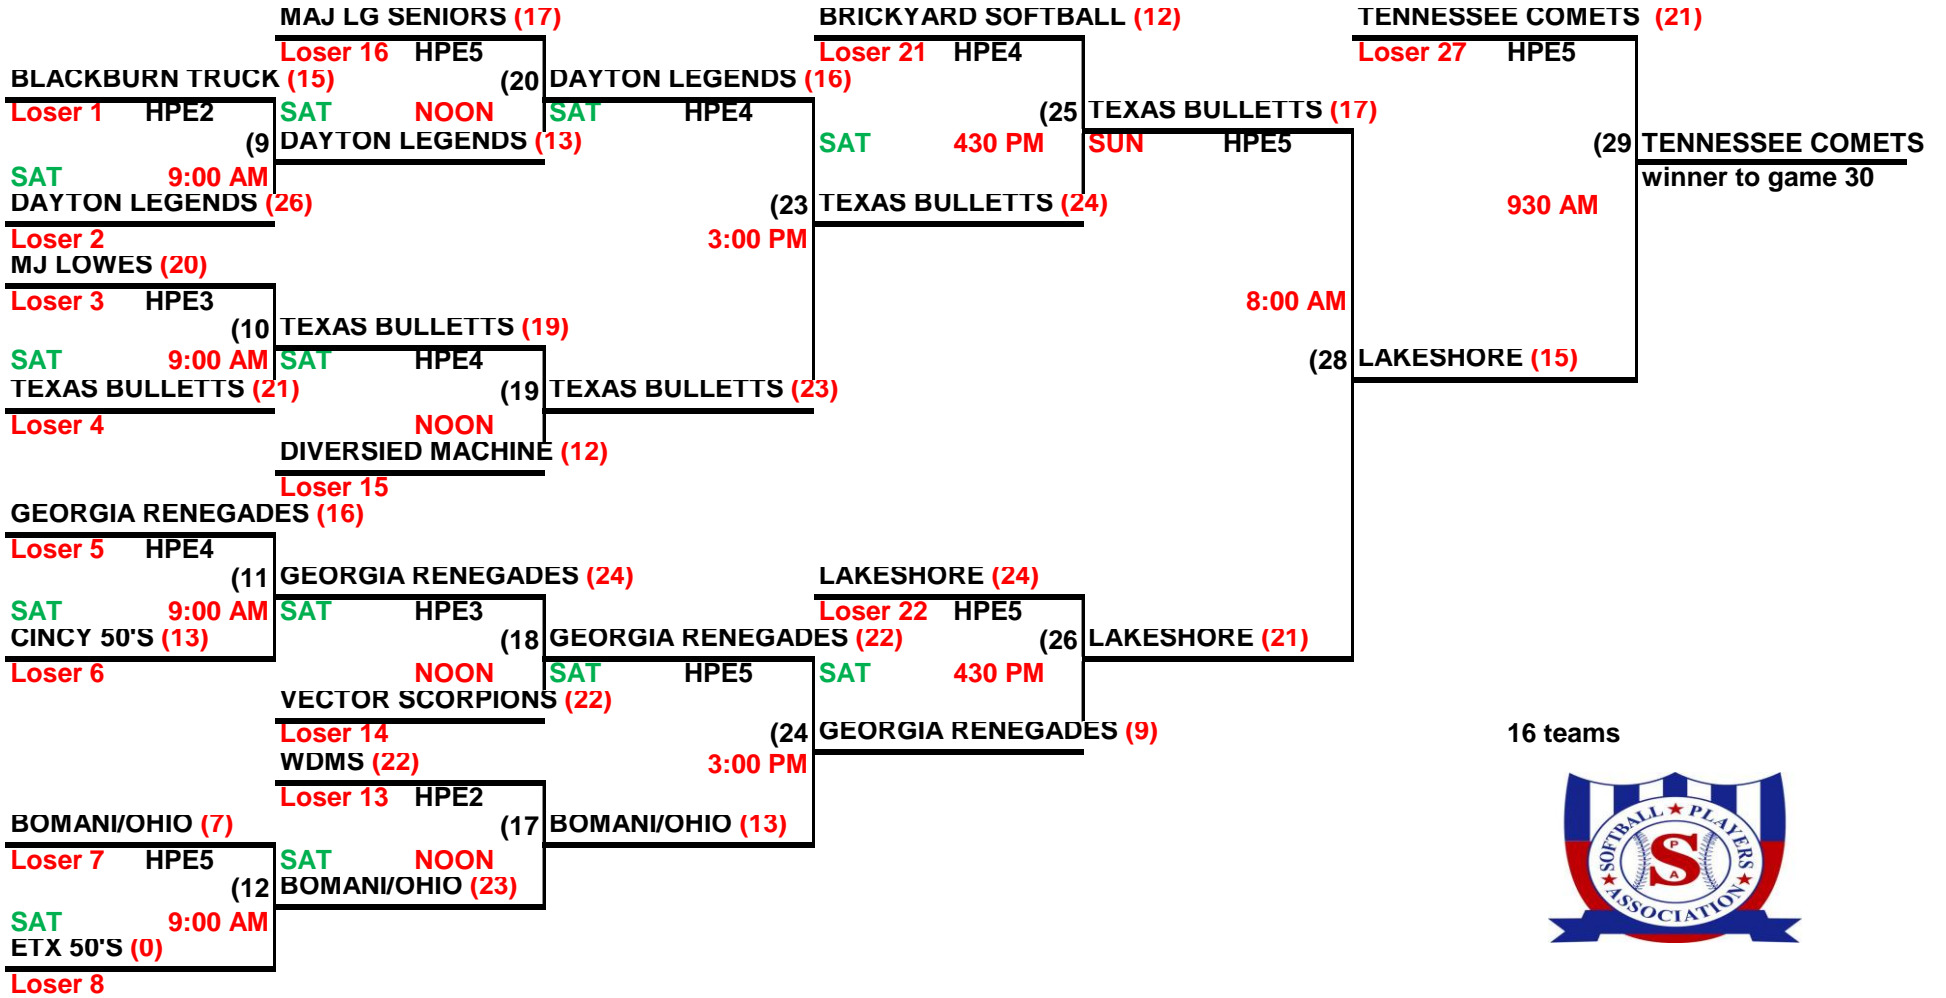 MAJ LG SENIORS (17) BRICKYARD SOFTBALL (12) TENNESSEE COMETS (21)
Loser 16 HPE5 Loser 21 HPE4 Loser 27 HPE5
BLACKBURN TRUCK (15) (20 DAYTON LEGENDS (16)
Loser 1 HPE2 SAT NOON SAT HPE4 (25 TEXAS BULLETTS (17)
(9 DAYTON LEGENDS (13) SAT 430 PM SUN HPE5 (29 TENNESSEE COMETS
SAT 9:00 AM winner to game 30
DAYTON LEGENDS (26) (23 TEXAS BULLETTS (24) 930 AM
Loser 2 3:00 PM
MJ LOWES (20)
Loser 3 HPE3 8:00 AM
(10 TEXAS BULLETTS (19)
SAT 9:00 AM SAT HPE4 (28 LAKESHORE (15)
TEXAS BULLETTS (21) (19 TEXAS BULLETTS (23)
Loser 4 NOON
DIVERSIED MACHINE (12)
Loser 15
GEORGIA RENEGADES (16)
Loser 5 HPE4
(11 GEORGIA RENEGADES (24) LAKESHORE (24)
SAT 9:00 AM SAT HPE3 Loser 22 HPE5
CINCY 50'S (13) (18 GEORGIA RENEGADES (22) (26 LAKESHORE (21)
Loser 6 NOON SAT HPE5 SAT 430 PM
VECTOR SCORPIONS (22)
Loser 14 (24 GEORGIA RENEGADES (9) 16 teams
WDMS (22) 3:00 PM
Loser 13 HPE2
BOMANI/OHIO (7) (17 BOMANI/OHIO (13)
Loser 7 HPE5 SAT NOON
(12 BOMANI/OHIO (23)
SAT 9:00 AM
ETX 50'S (0)
Loser 8
SOFTBALL ★ PLAYERS ★ ASSOCIATION ★
P
S
A